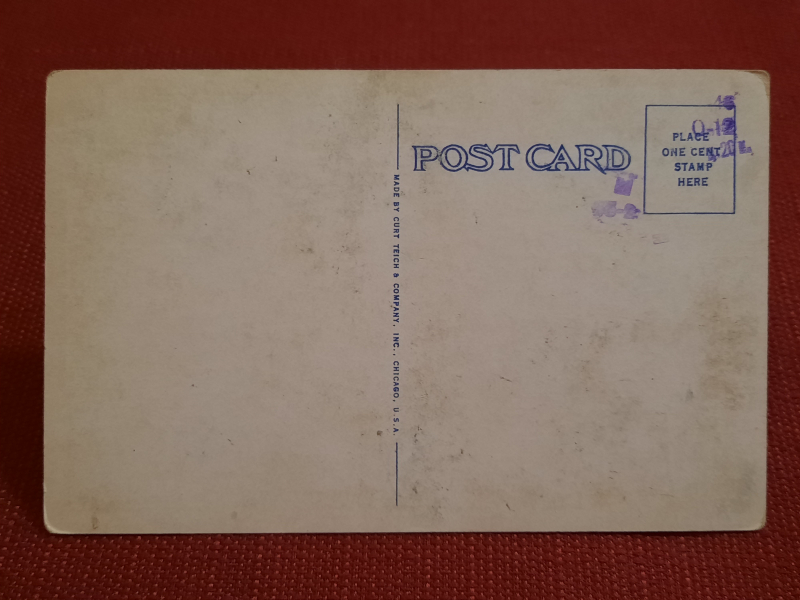 POST CARD
PLACE
ONE CENT
STAMP
HERE
MADE BY CURT TEICH & COMPANY, INC., CHICAGO, U.S.A.